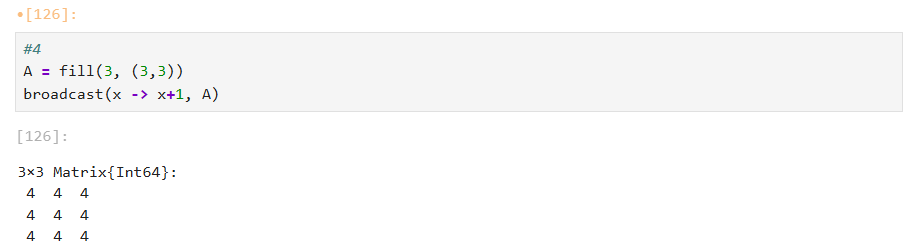 •[126]:
#4
A = fill(3, (3,3))
broadcast(x -> x+1, A)
[126]:
3×3 Matrix{Int64}:
4 4 4
4 4 4
4 4 4